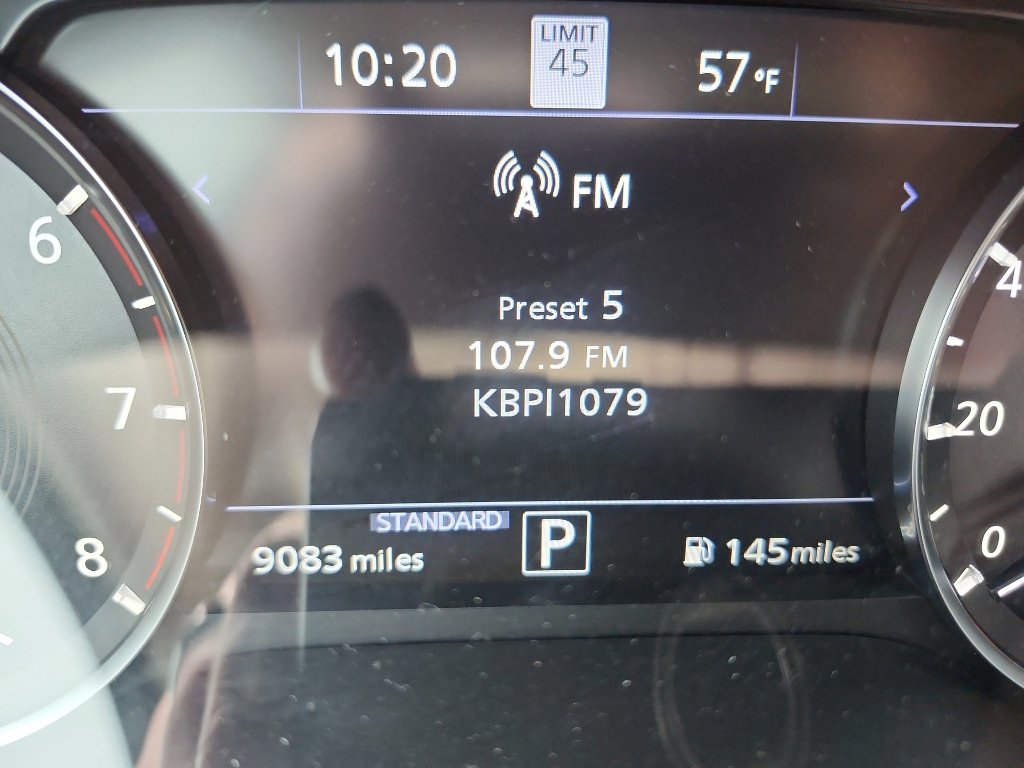 10:20
LIMIT
45
57°F
FM
Preset 5
107.9 FM
KBPI1079
STANDARD
9083 miles
P
145 miles
6
7
8
4
20
0